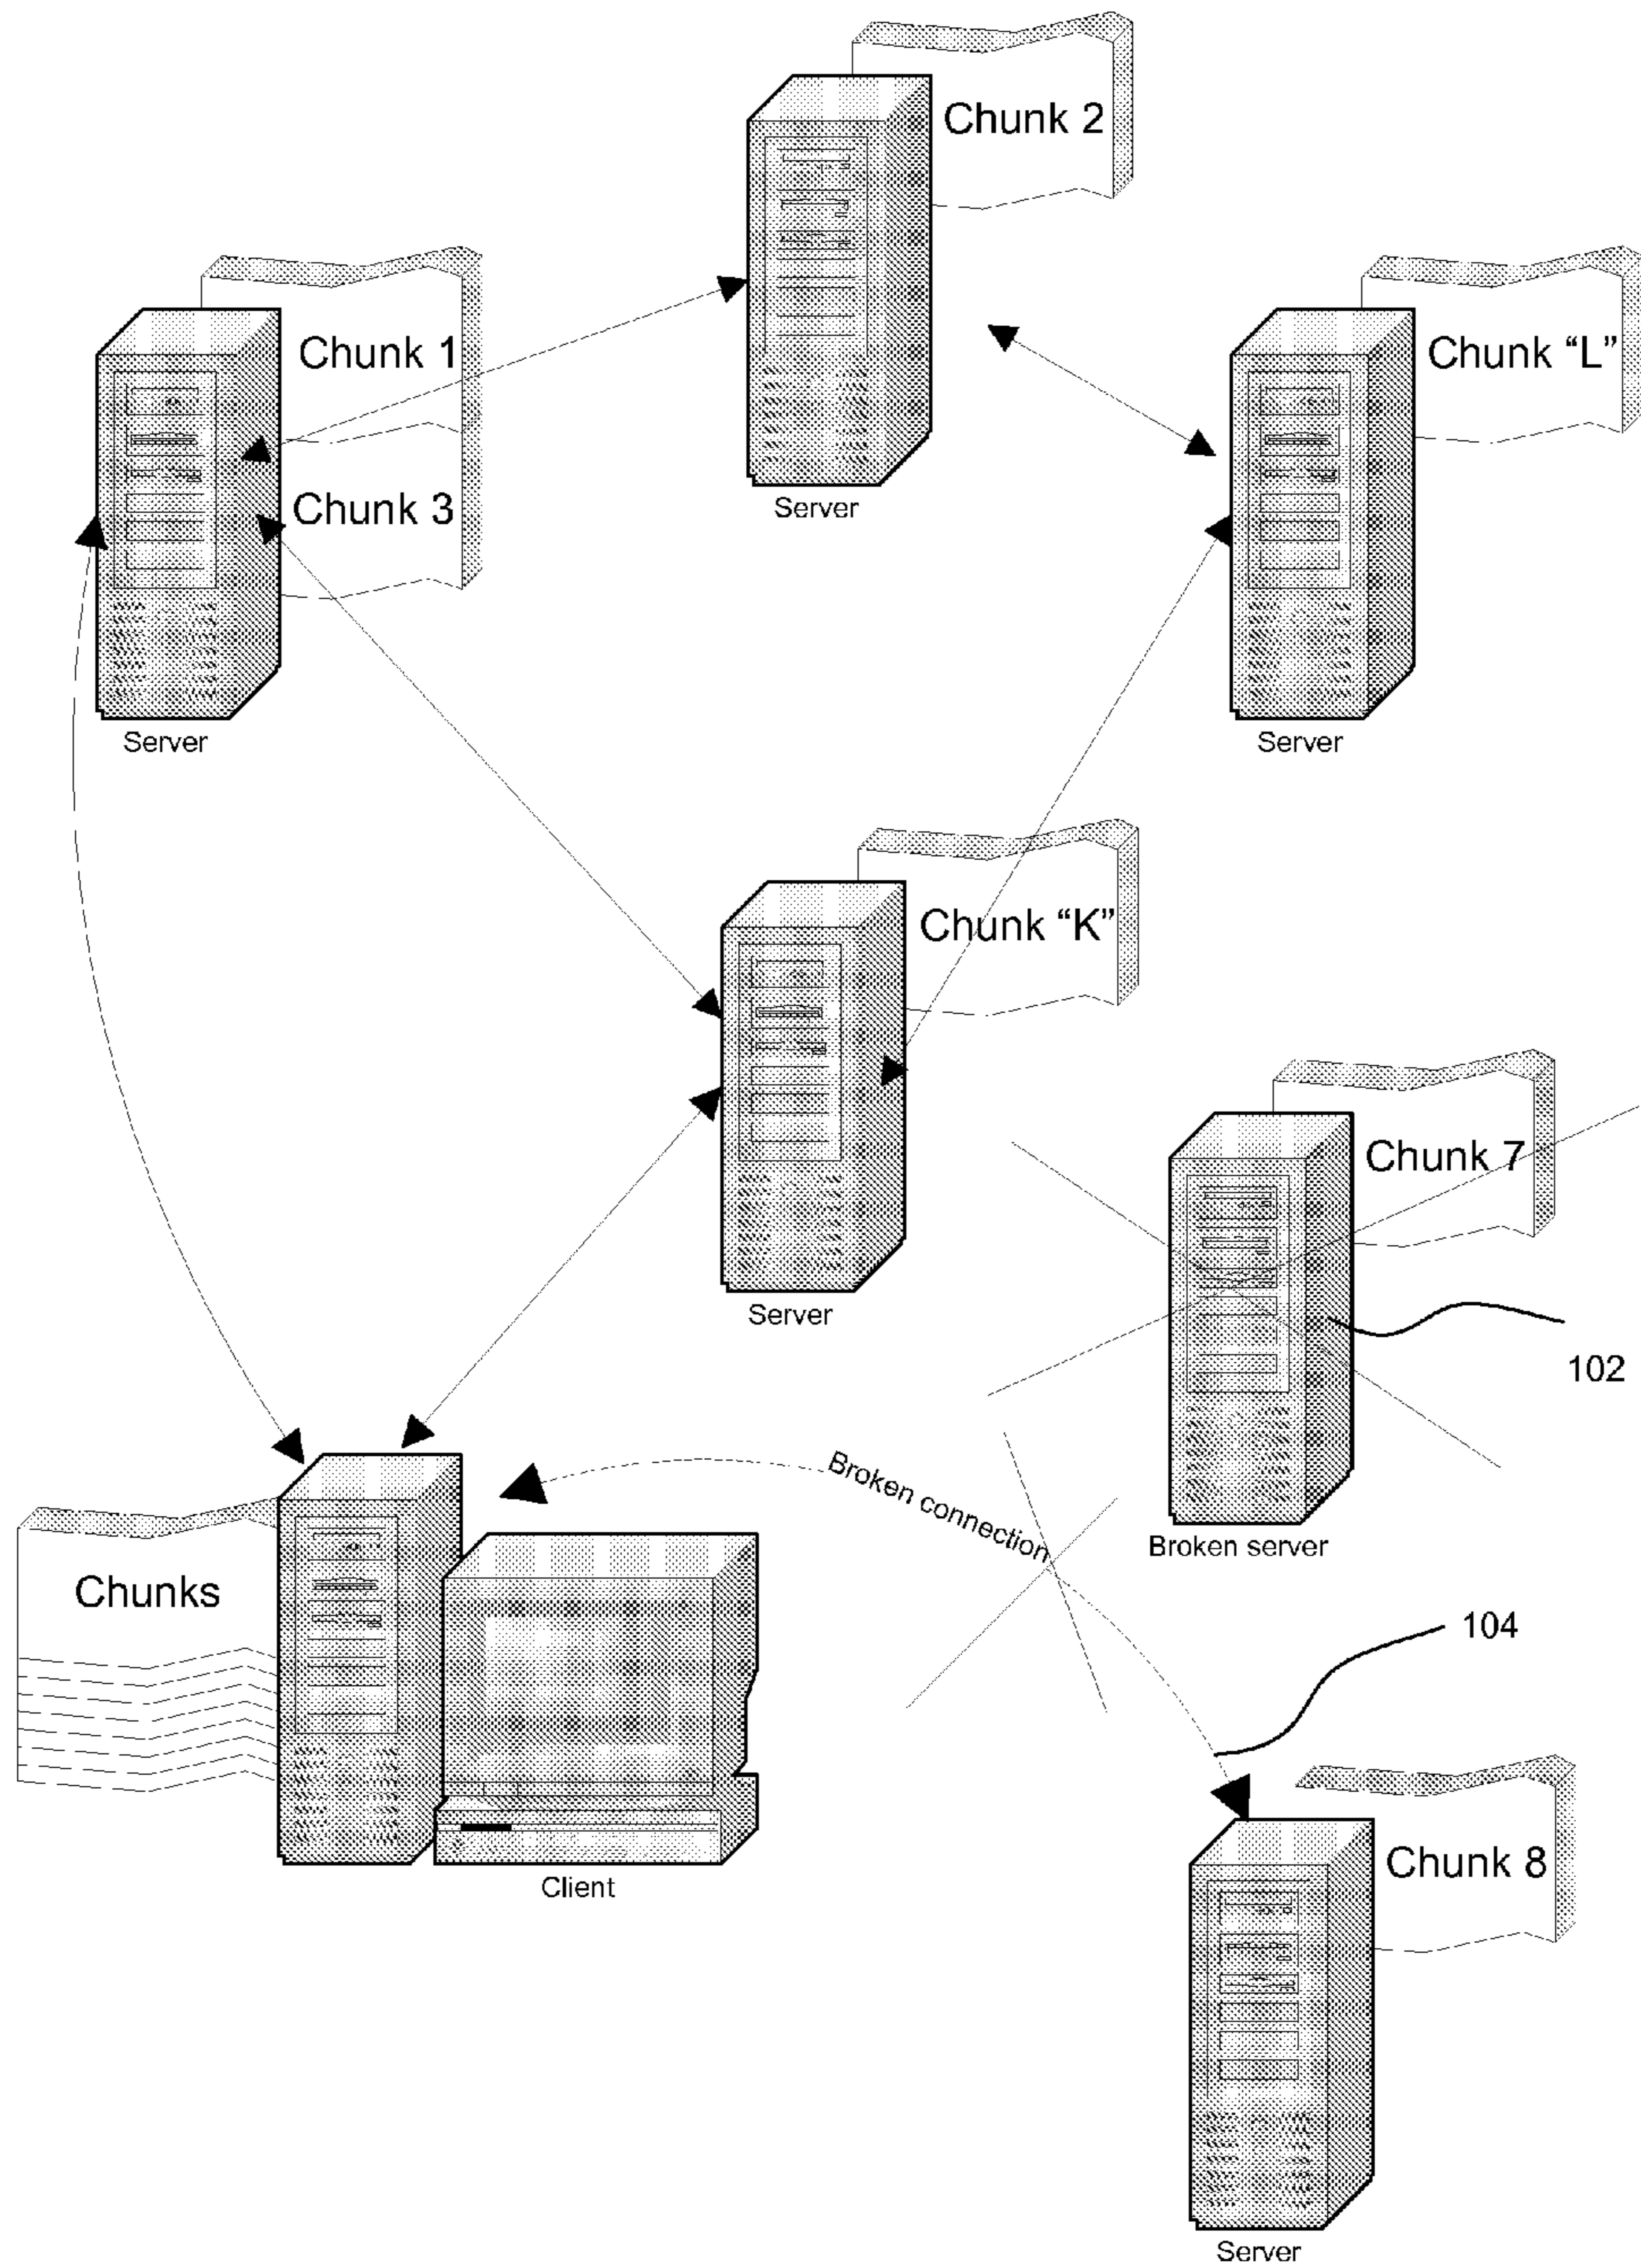 Chunk 2
Server
Chunk 1
Chunk 3
Server
Chunk “L”
Server
Chunk “K”
Server
Chunk 7
102
Broken server
Broken connection
Chunks
Client
104
Chunk 8
Server